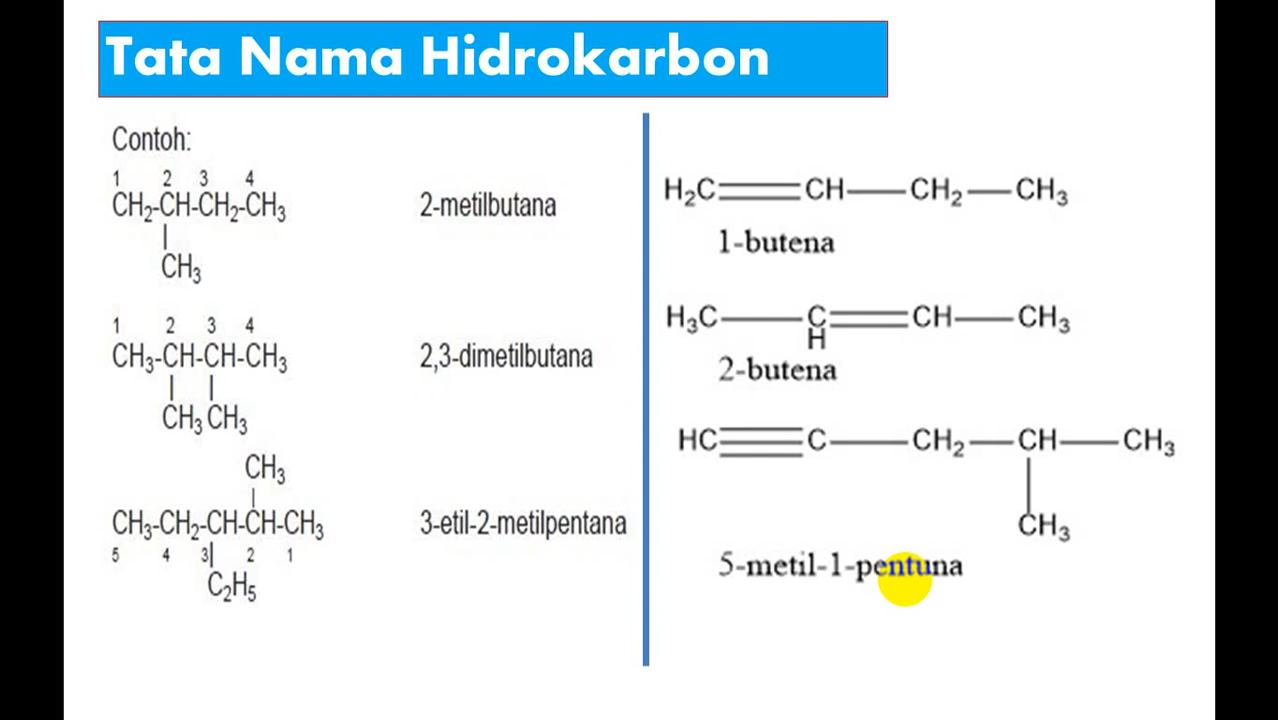 Tata Nama Hidrokarbon
Contoh:
1 2 3 4
CH₂-CH-CH₂-CH₃ 2-metilbutana
CH₃
1 2 3 4
CH₃-CH-CH-CH₃ 2,3-dimetilbutana
CH₃ CH₃
CH₃
CH₃-CH₂-CH-CH-CH₃ 3-etil-2-metilpentana
5 4 3 2 1
C₂H₅
H₂C CH CH₂ CH₃
1-butena
H₃C C CH CH₃
H
2-butena
HC C CH₂ CH CH₃
CH₃
5-metil-1-pentuna